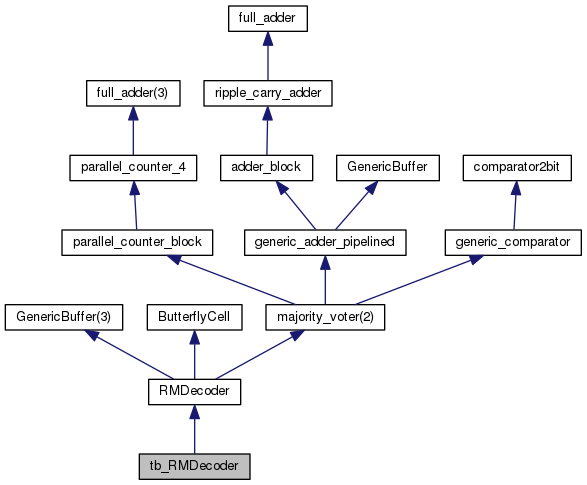 full_adder
full_adder(3)
ripple_carry_adder
parallel_counter_4
adder_block
GenericBuffer
comparator2bit
parallel_counter_block
generic_adder_pipelined
generic_comparator
GenericBuffer(3)
ButterflyCell
majority_voter(2)
RMDecoder
tb_RMDecoder